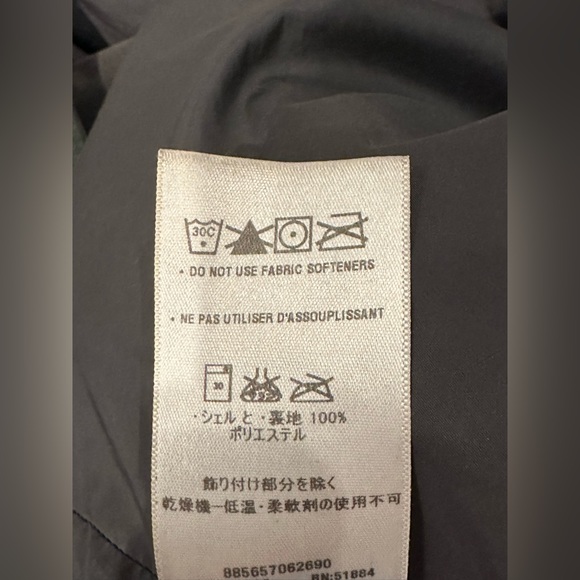 30C
• DO NOT USE FABRIC SOFTENERS
• NE PAS UTILISER D'ASSOUPLISSANT
30
・シェル と ・裏地 100%
ポリエステル
飾り付け部分を除く
乾燥機ー低温・柔軟剤の使用不可
885657062690
RN:51884